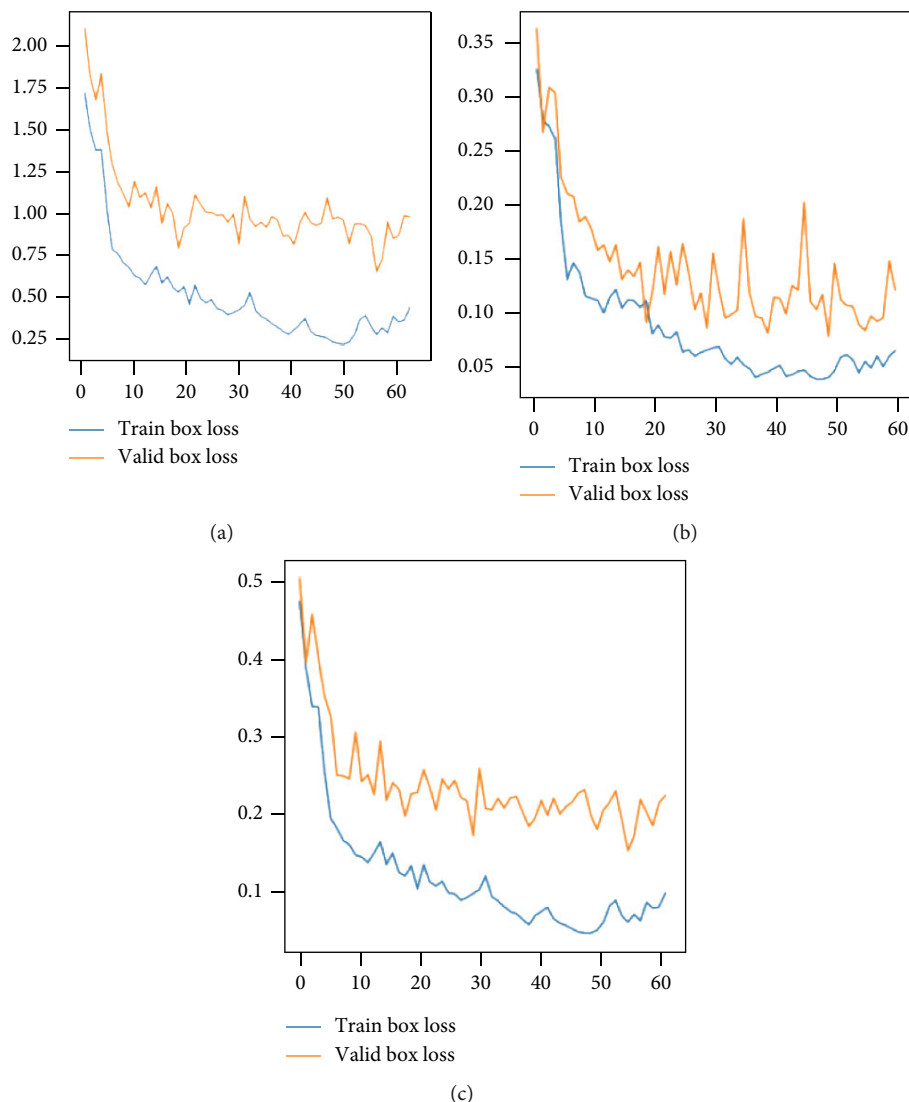 2.00
1.75
1.50
1.25
1.00
0.75
0.50
0.25
0 10 20 30 40 50 60
Train box loss
Valid box loss
(a)
0.35
0.30
0.25
0.20
0.15
0.10
0.05
0 10 20 30 40 50 60
Train box loss
Valid box loss
(b)
0.5
0.4
0.3
0.2
0.1
0 10 20 30 40 50 60
Train box loss
Valid box loss
(c)